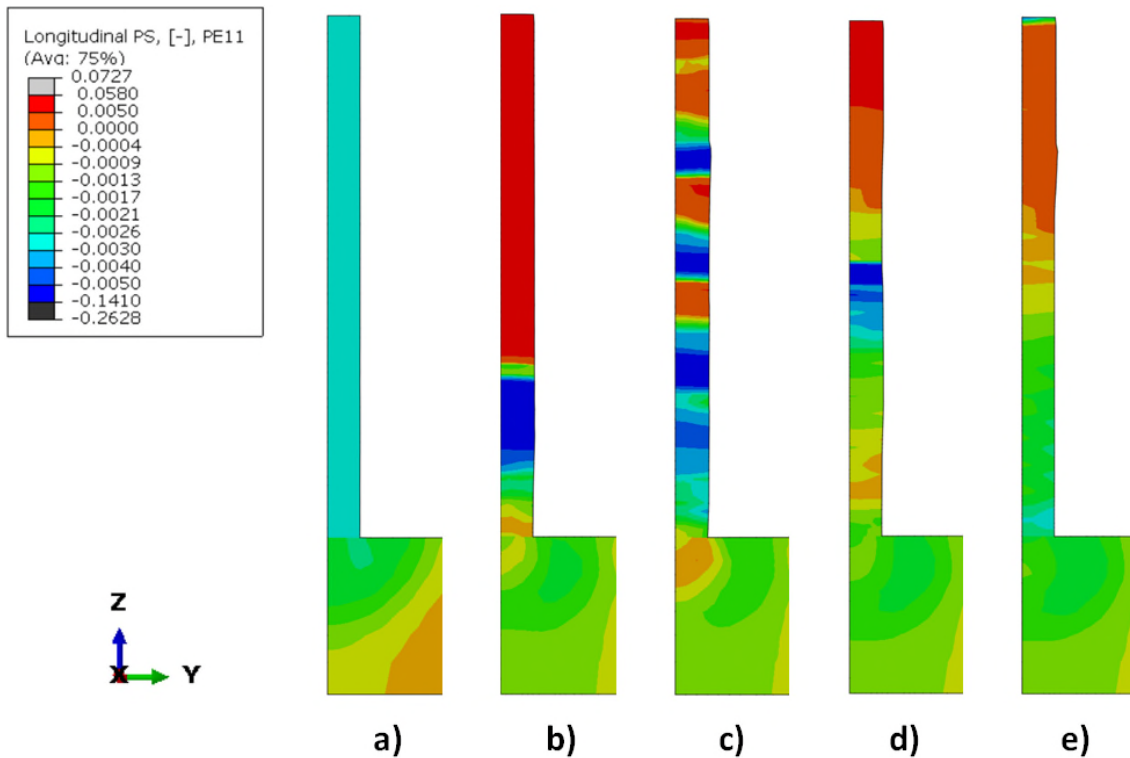 Longitudinal PS, [-], PE11
(Avg: 75%)
0.0727
0.0580
0.0050
0.0000
-0.0004
-0.0009
-0.0013
-0.0017
-0.0021
-0.0026
-0.0030
-0.0040
-0.0050
-0.1410
-0.2628
Z
X
Y
a)
b)
c)
d)
e)